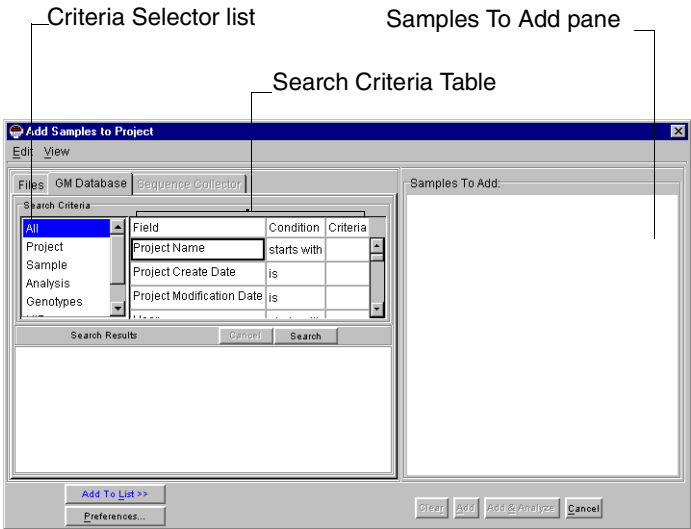 Criteria Selector list
Samples To Add pane
Search Criteria Table
Add Samples to Project
Edit View
Files GM Database Sequence Collector
Samples To Add:
Search Criteria
All
Project
Sample
Analysis
Genotypes
Field Condition Criteria
Project Name starts with
Project Create Date is
Project Modification Date is
Search Results Cancel Search
Add To List >>
Preferences...
Clear Add Add & Analyze Cancel